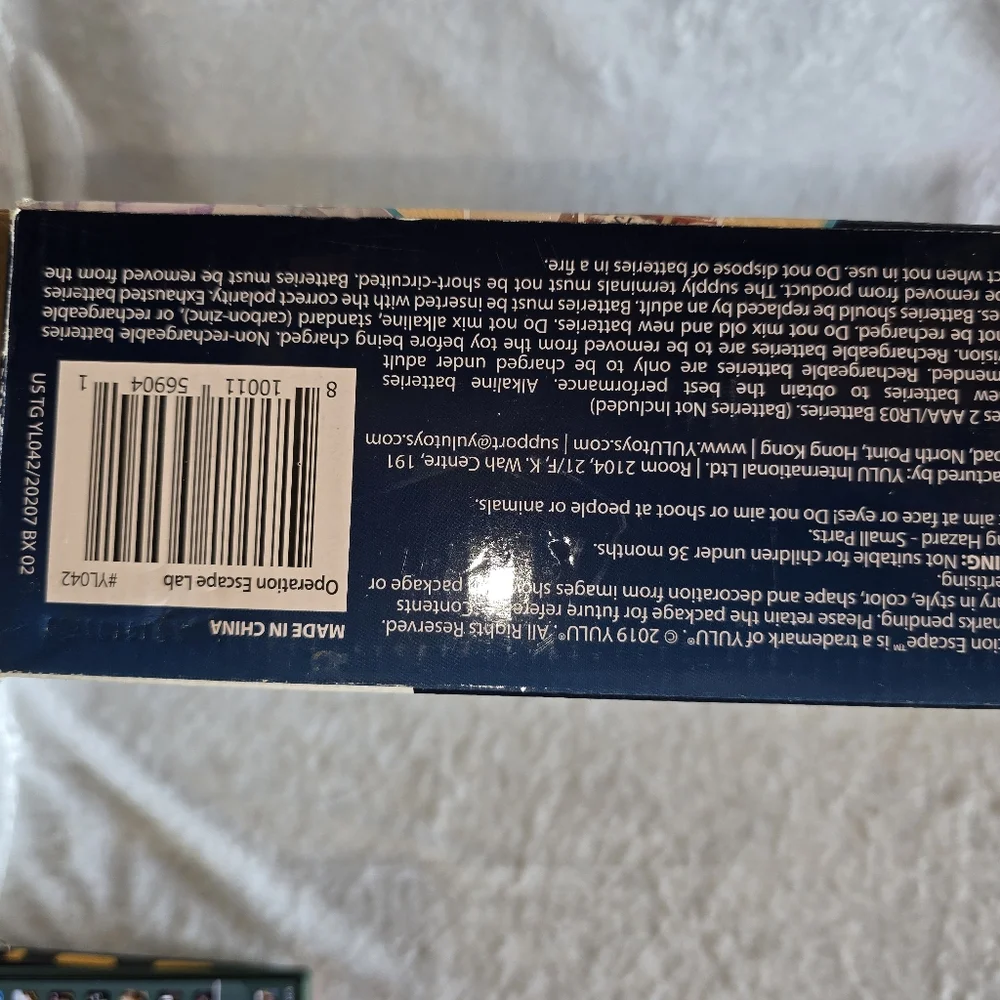 MADE IN CHINA
Operation Escape Lab
#YL042
8 10011 56904 1
USTG YL042/20207 BX 02
tion Escape™ is a trademark of YULU®. © 2019 YULU®. All Rights Reserved.
marks pending. Please retain the package for future Contents
ary in style, color, shape and decoration from images package or
rtising.
ING: Not suitable for children under 36 months.
ng Hazard - Small Parts.
aim at face or eyes! Do not aim or shoot at people or animals.
actured by: YULU International Ltd. | Room 2104, 21/F, K. Wah Centre, 191
oad, North Point, Hong Kong | www.YULUtoys.com | support@yulutoys.com
es 2 AAA/LR03 Batteries. (Batteries Not Included)
ew batteries to obtain the best performance. Alkaline batteries
mended. Rechargeable batteries are only to be charged under adult
vision. Rechargeable batteries are to be removed from the toy before being charged. Non-rechargeable batteries
not be recharged. Do not mix old and new batteries. Do not mix alkaline, standard (carbon-zinc), or rechargeable
es. Batteries should be replaced by an adult. Batteries must be inserted with the correct polarity. Exhausted batteries
be removed from product. The supply terminals must not be short-circuited. Batteries must be removed from the
ct when not in use. Do not dispose of batteries in a fire.